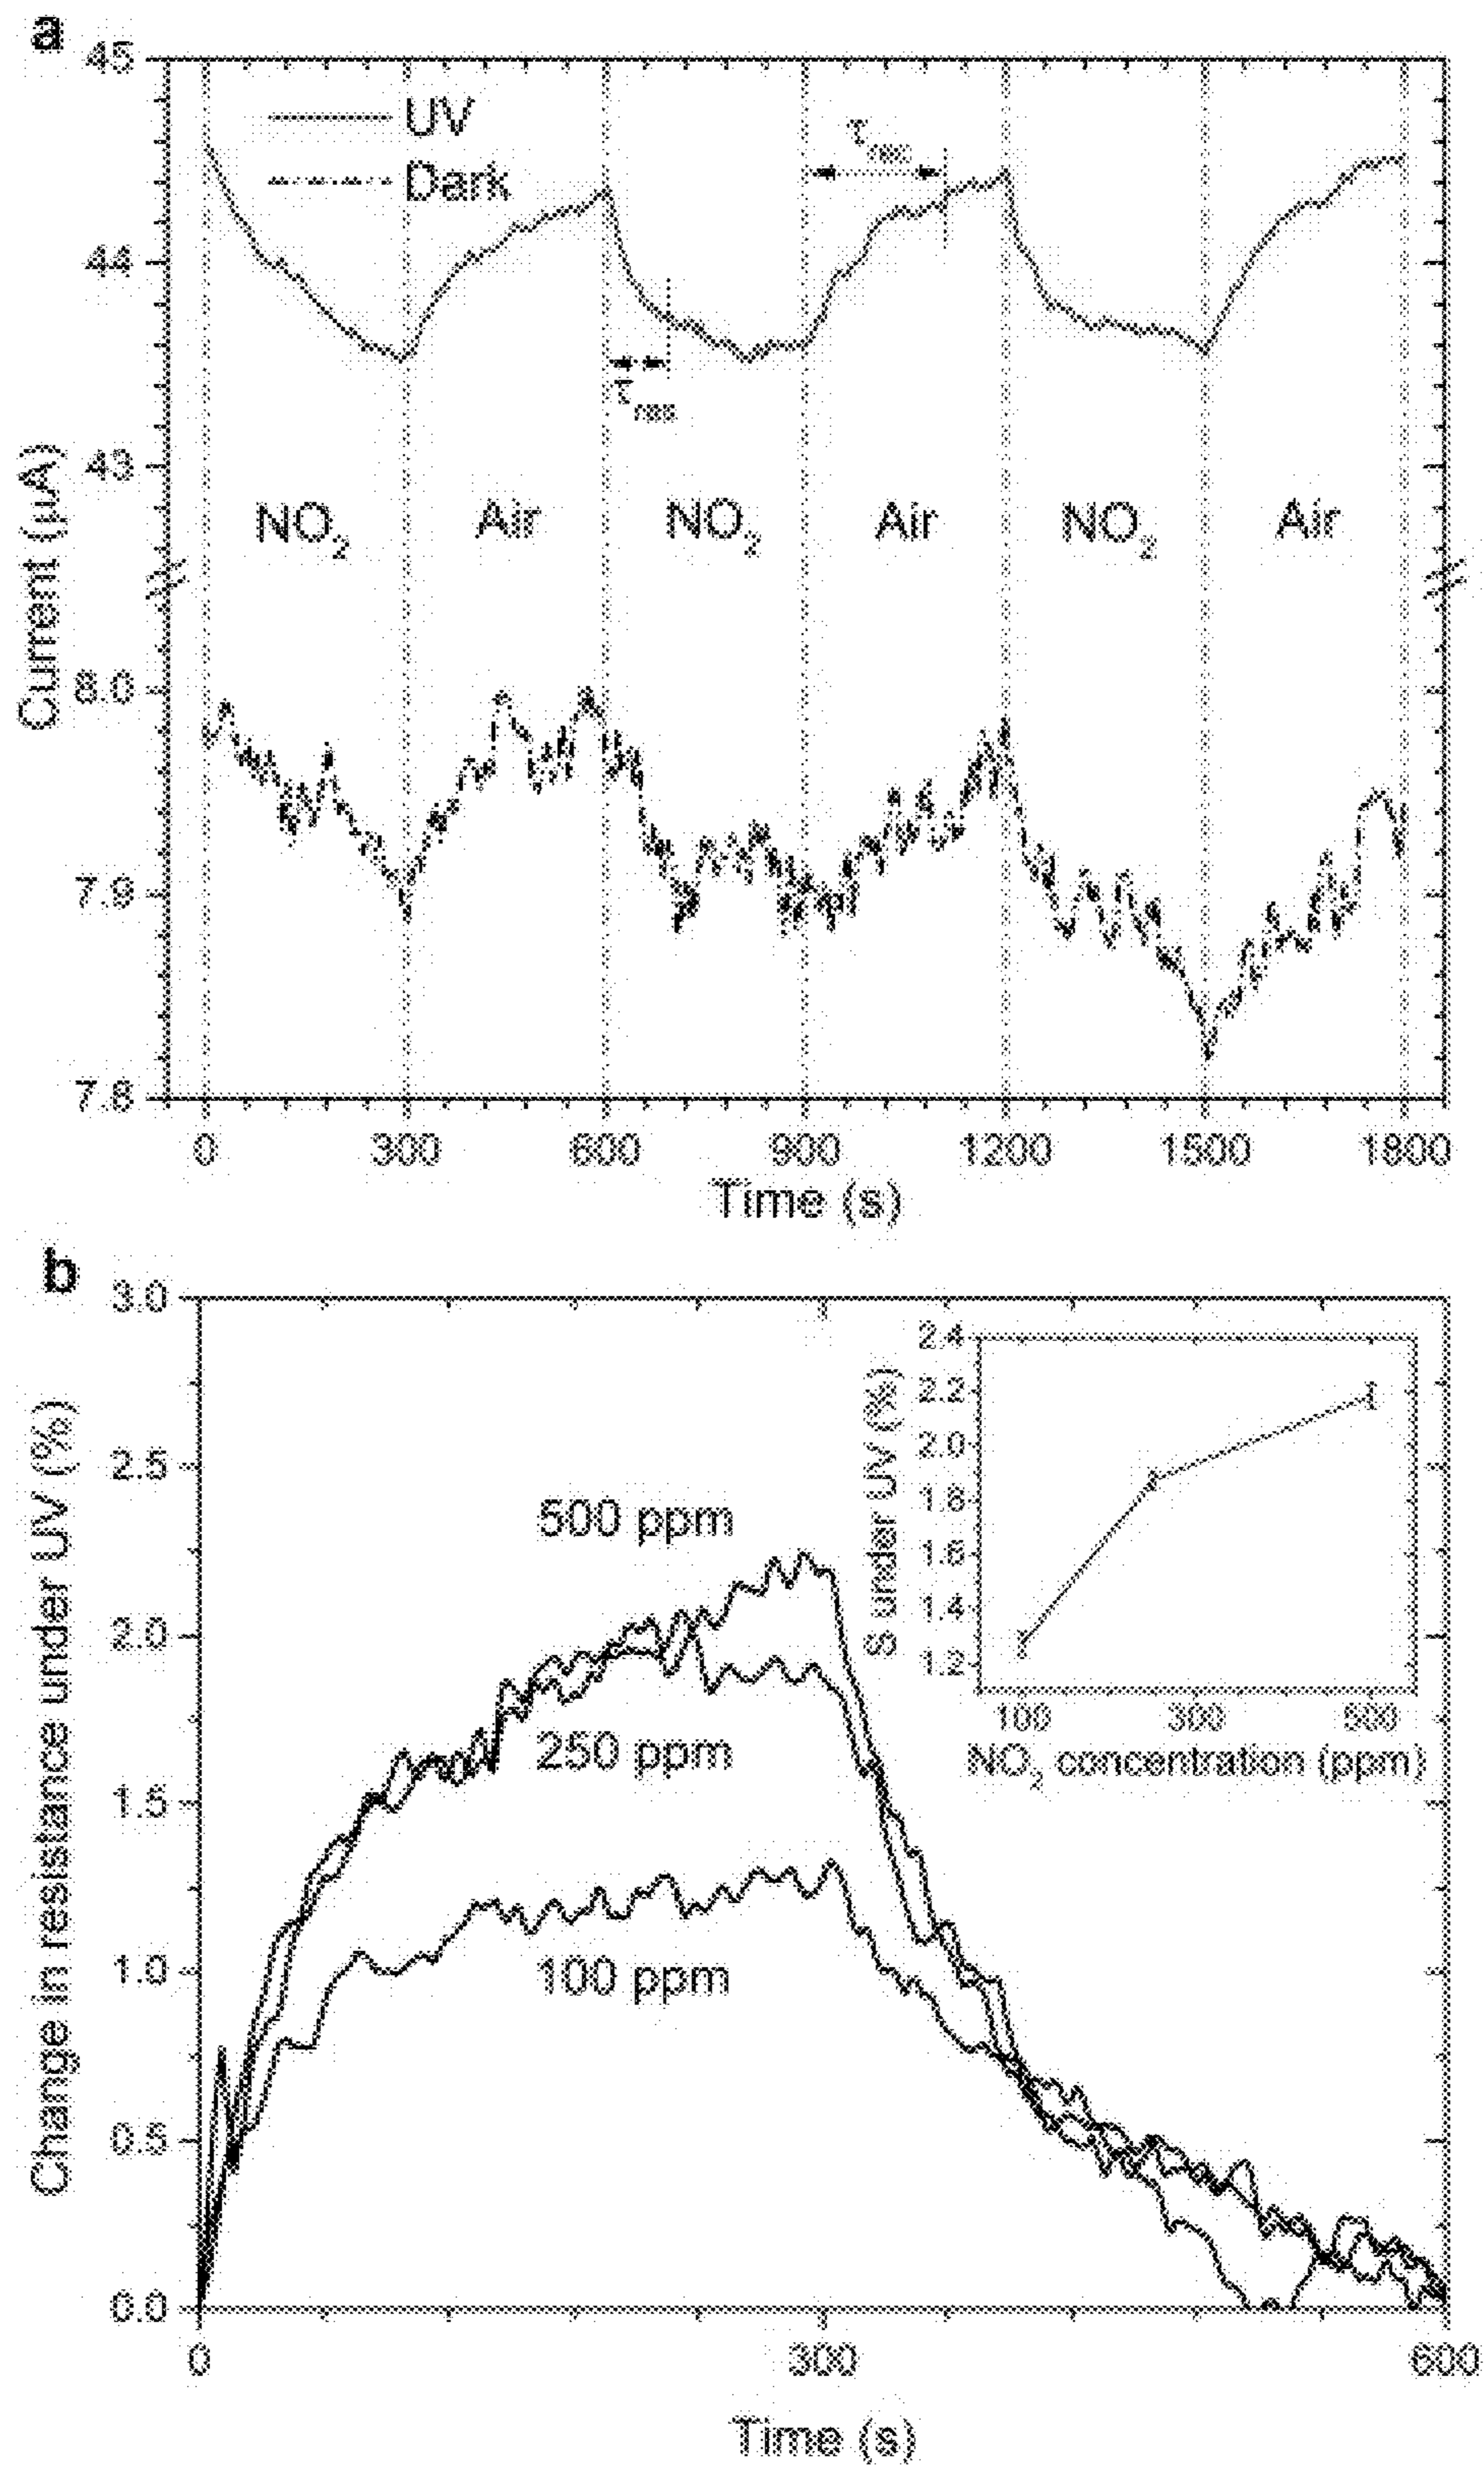 a
45
UV
Dark
τres
44
τres
43
NO2 Air NO2 Air NO2 Air
Current (μA)
8.0
7.9
7.8
0 300 600 900 1200 1500 1800
Time (s)
b
3.0
2.5
2.0
1.5
1.0
0.5
0.0
Change in resistance under UV (%)
500 ppm
250 ppm
100 ppm
2.4
2.2
2.0
1.8
1.6
1.4
1.2
S under UV (%)
100 300 500
NO2 concentration (ppm)
0 300 600
Time (s)